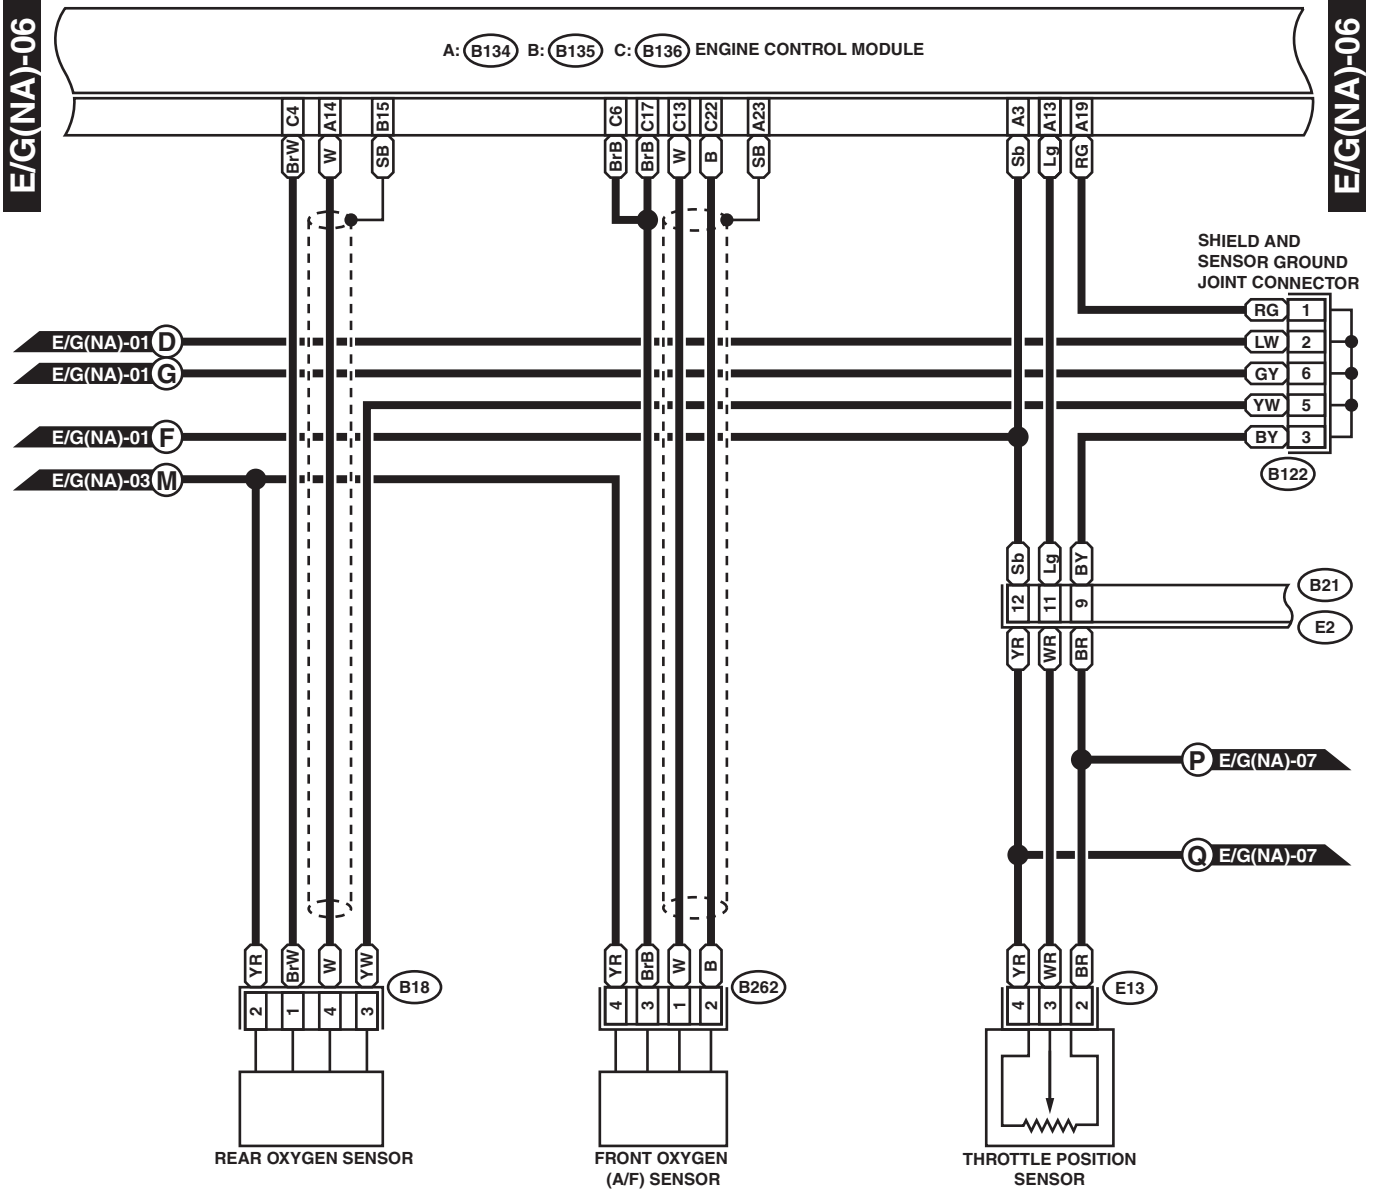 E/G(NA)-06
E/G(NA)-06
A: B134 B: B135 C: B136 ENGINE CONTROL MODULE
C4 A14 B15 C6 C17 C13 C22 A23 A3 A13 A19
BrW W SB BrB BrB W B SB Sb Lg RG
SHIELD AND
SENSOR GROUND
JOINT CONNECTOR
RG 1
E/G(NA)-01 D LW 2
E/G(NA)-01 G GY 6
YW 5
E/G(NA)-01 F BY 3
E/G(NA)-03 M B122
Sb Lg BY
12 11 9 B21
E2
YR WR BR
P E/G(NA)-07
Q E/G(NA)-07
YR BrW W YW YR BrB W B YR WR BR
B18 B262 E13
2 1 4 3 4 3 1 2 4 3 2
REAR OXYGEN SENSOR
FRONT OXYGEN
(A/F) SENSOR
THROTTLE POSITION
SENSOR